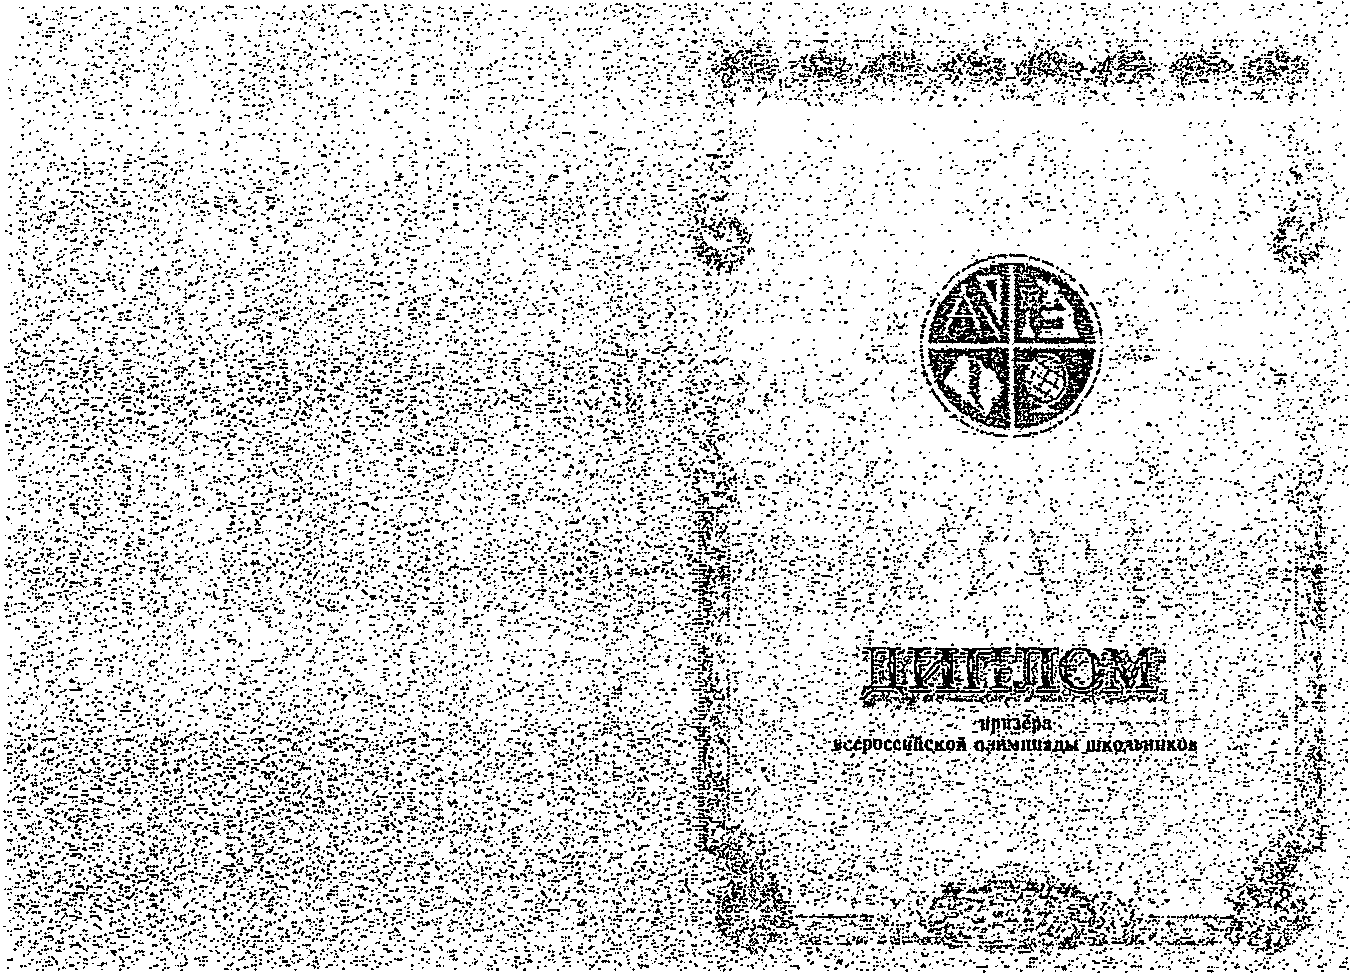 ДИПЛОМ
призёра
всероссийской олимпиады школьников